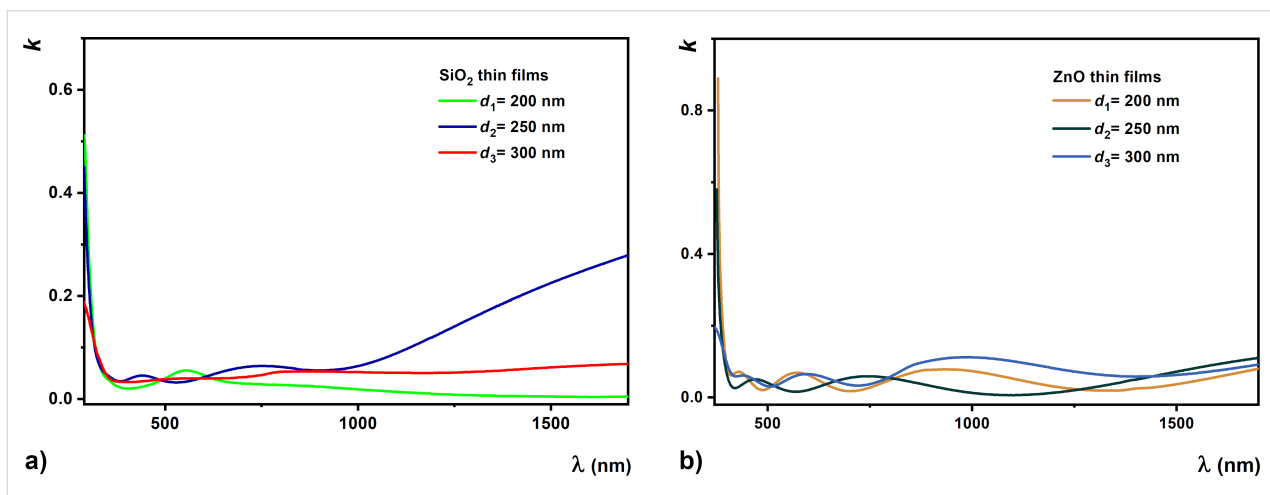 k
SiO2 thin films
d1= 200 nm
d2= 250 nm
d3= 300 nm
0.6
0.4
0.2
0.0
500
1000
1500
a)
λ (nm)
k
ZnO thin films
d1= 200 nm
d2= 250 nm
d3= 300 nm
0.8
0.4
0.0
500
1000
1500
b)
λ (nm)